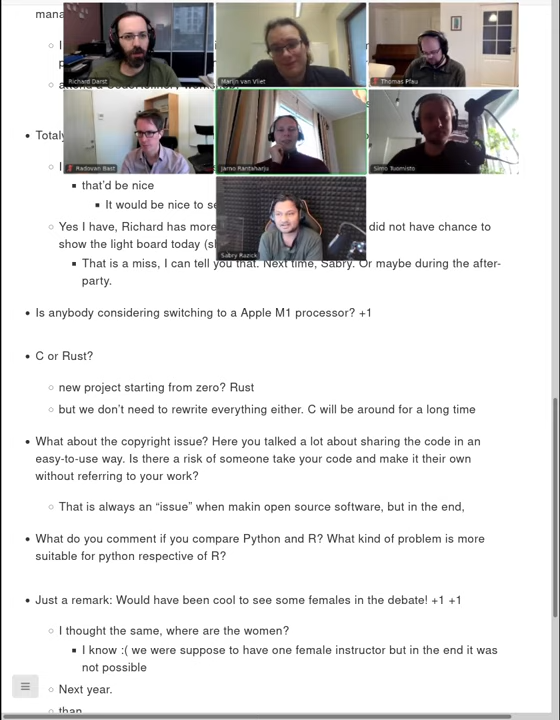 mana
Richard Darst
Marijn van Vliet
Thomas Pfau
Radovan Bast
Jarno Rantaharju
Simo Tuomisto
Sabry Razick
Totaly
that'd be nice
It would be nice to se
Yes I have, Richard has more did not have chance to
show the light board today (sl
That is a miss, I can tell you that. Next time, Sabry. Or maybe during the after-
party.
Is anybody considering switching to a Apple M1 processor? +1
C or Rust?
new project starting from zero? Rust
but we don't need to rewrite everything either. C will be around for a long time
What about the copyright issue? Here you talked a lot about sharing the code in an
easy-to-use way. Is there a risk of someone take your code and make it their own
without referring to your work?
That is always an “issue” when makin open source software, but in the end,
What do you comment if you compare Python and R? What kind of problem is more
suitable for python respective of R?
Just a remark: Would have been cool to see some females in the debate! +1 +1
I thought the same, where are the women?
I know :( we were suppose to have one female instructor but in the end it was
not possible
Next year.
than